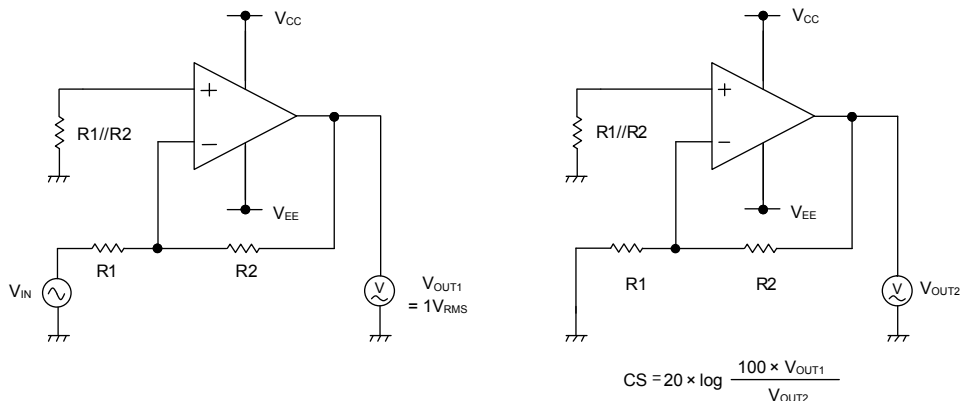 VCC
R1//R2
+
−
VEE
R1
R2
VIN
V
VOUT1
= 1VRMS
VCC
R1//R2
+
−
VEE
R1
R2
V
VOUT2
CS = 20 × log 100 × VOUT1
VOUT2